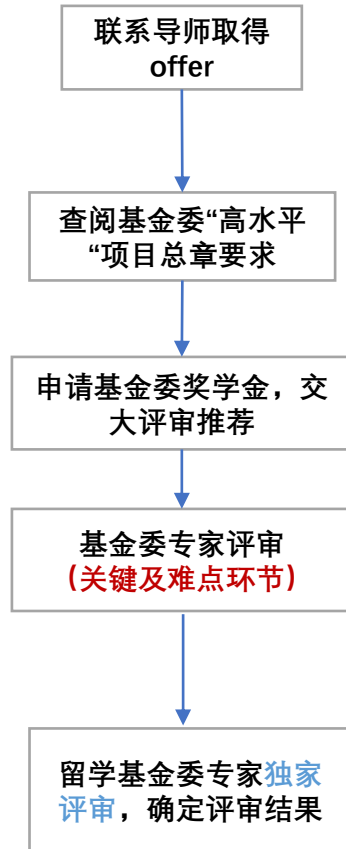 联系导师取得
offer
查阅基金委“高水平
“项目总章要求
申请基金委奖学金，交
大评审推荐
基金委专家评审
(关键及难点环节)
留学基金委专家独家
评审，确定评审结果